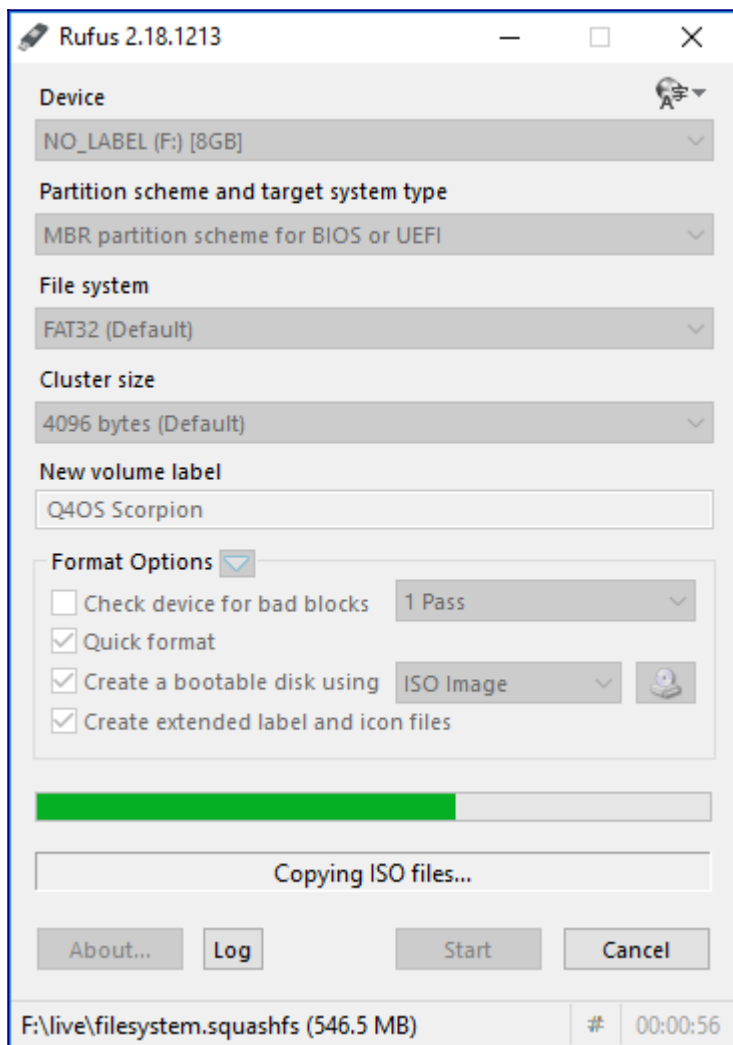 Rufus 2.18.1213
Device
A字
NO_LABEL (F:) [8GB]
Partition scheme and target system type
MBR partition scheme for BIOS or UEFI
File system
FAT32 (Default)
Cluster size
4096 bytes (Default)
New volume label
Q4OS Scorpion
Format Options
Check device for bad blocks 1 Pass
Quick format
Create a bootable disk using ISO Image
Create extended label and icon files
Copying ISO files...
About... Log Start Cancel
F:\live\filesystem.squashfs (546.5 MB) # 00:00:56